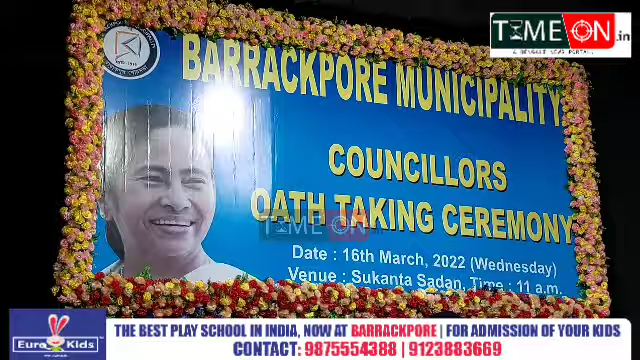 TIMEON.in
A BENGALI NEWS PORTAL
BARRACKPORE MUNICIPALITY
COUNCILLORS
OATH TAKING CEREMONY
TIMEON
Date : 16th March, 2022 (Wednesday)
Venue : Sukanta Sadan, Time : 11 a.m.
Euro Kids
THE BEST PLAY SCHOOL IN INDIA, NOW AT BARRACKPORE | FOR ADMISSION OF YOUR KIDS
CONTACT: 9875554388 | 9123883669